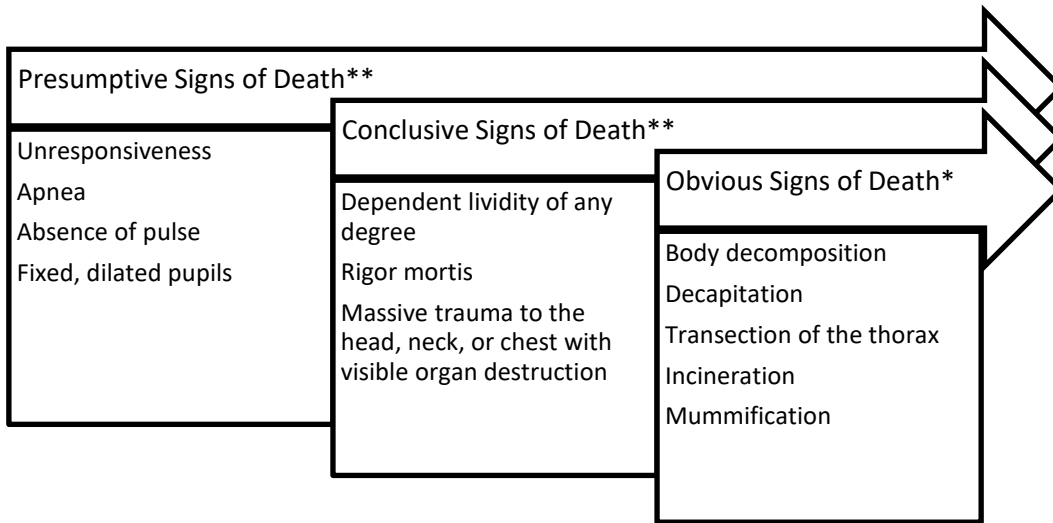 Presumptive Signs of Death**
Unresponsiveness
Apnea
Absence of pulse
Fixed, dilated pupils
Conclusive Signs of Death**
Dependent lividity of any
degree
Rigor mortis
Massive trauma to the
head, neck, or chest with
visible organ destruction
Obvious Signs of Death*
Body decomposition
Decapitation
Transection of the thorax
Incineration
Mummification